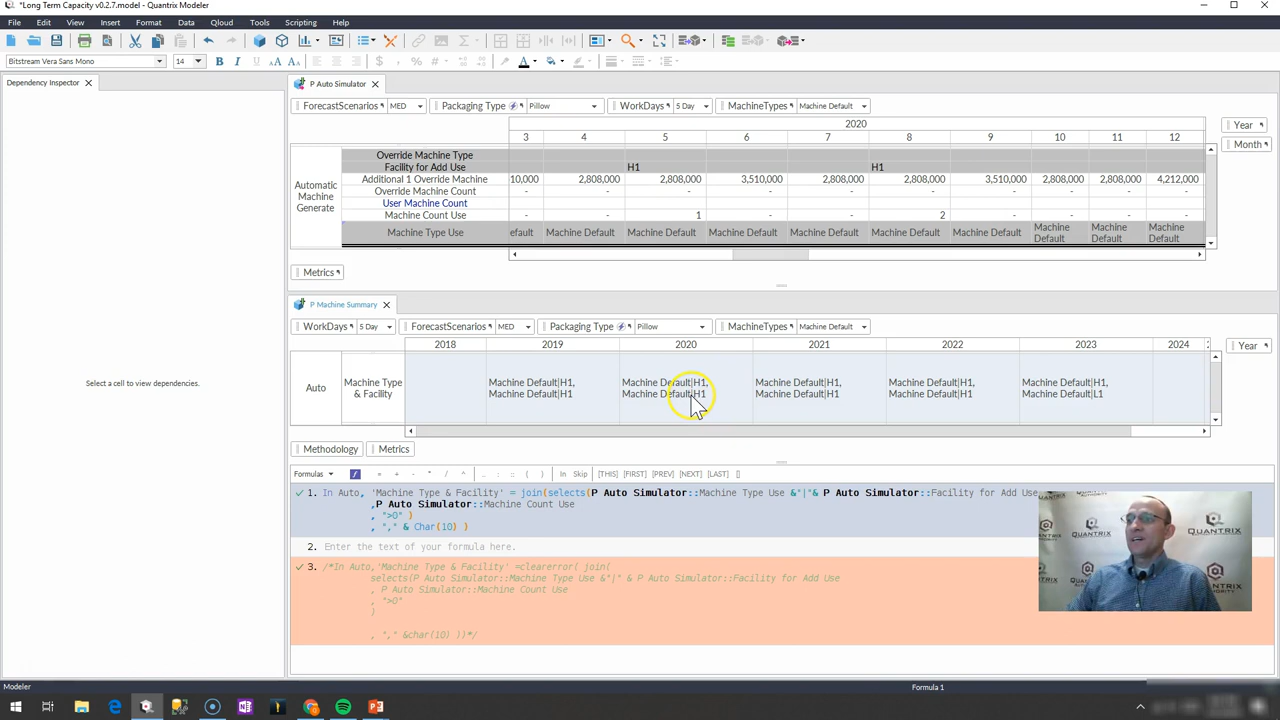 *Long Term Capacity v0.2.7.model - Quantrix Modeler
File Edit View Insert Format Data Qloud Tools Scripting Help
Bitstream Vera Sans Mono 14 B I U A A
Dependency Inspector
Select a cell to view dependencies.
P Auto Simulator
ForecastScenarios MED Packaging Type Pillow WorkDays 5 Day MachineTypes Machine Default
2020
3 4 5 6 7 8 9 10 11 12
Year
Month
Automatic Machine Generate
Override Machine Type
Facility for Add Use H1 H1
Additional 1 Override Machine 10,000 2,808,000 2,808,000 3,510,000 2,808,000 2,808,000 3,510,000 2,808,000 2,808,000 4,212,000
Override Machine Count - - - - - - - - - -
User Machine Count
Machine Count Use - - 1 - - 2 - - - -
Machine Type Use efault Machine Default Machine Default Machine Default Machine Default Machine Default Machine Default Machine Default Machine Default Machine Default
Metrics
P Machine Summary
WorkDays 5 Day ForecastScenarios MED Packaging Type Pillow MachineTypes Machine Default
2018 2019 2020 2021 2022 2023 2024
Year
Auto
Machine Type & Facility
Machine Default|H1, Machine Default|H1, Machine Default|H1, Machine Default|H1, Machine Default|H1,
Machine Default|H1 Machine Default|H1 Machine Default|H1 Machine Default|H1 Machine Default|L1
Methodology Metrics
Formulas = + - * / ^ .. : :: ( ) In Skip [THIS] [FIRST] [PREV] [NEXT] [LAST] []
1. In Auto, 'Machine Type & Facility' = join(selects(P Auto Simulator::Machine Type Use &"|"& P Auto Simulator::Facility for Add Use
,P Auto Simulator::Machine Count Use
, ">0" )
, "," & Char(10) )
2. Enter the text of your formula here.
3. /*In Auto,'Machine Type & Facility' =clearerror( join(
selects(P Auto Simulator::Machine Type Use &"|" & P Auto Simulator::Facility for Add Use
, P Auto Simulator::Machine Count Use
, ">0"
)
, "," &char(10) ))*/
QUANTRIX
AUTHORITY
QUANTRIX
AUTHORITY
Modeler
Formula 1